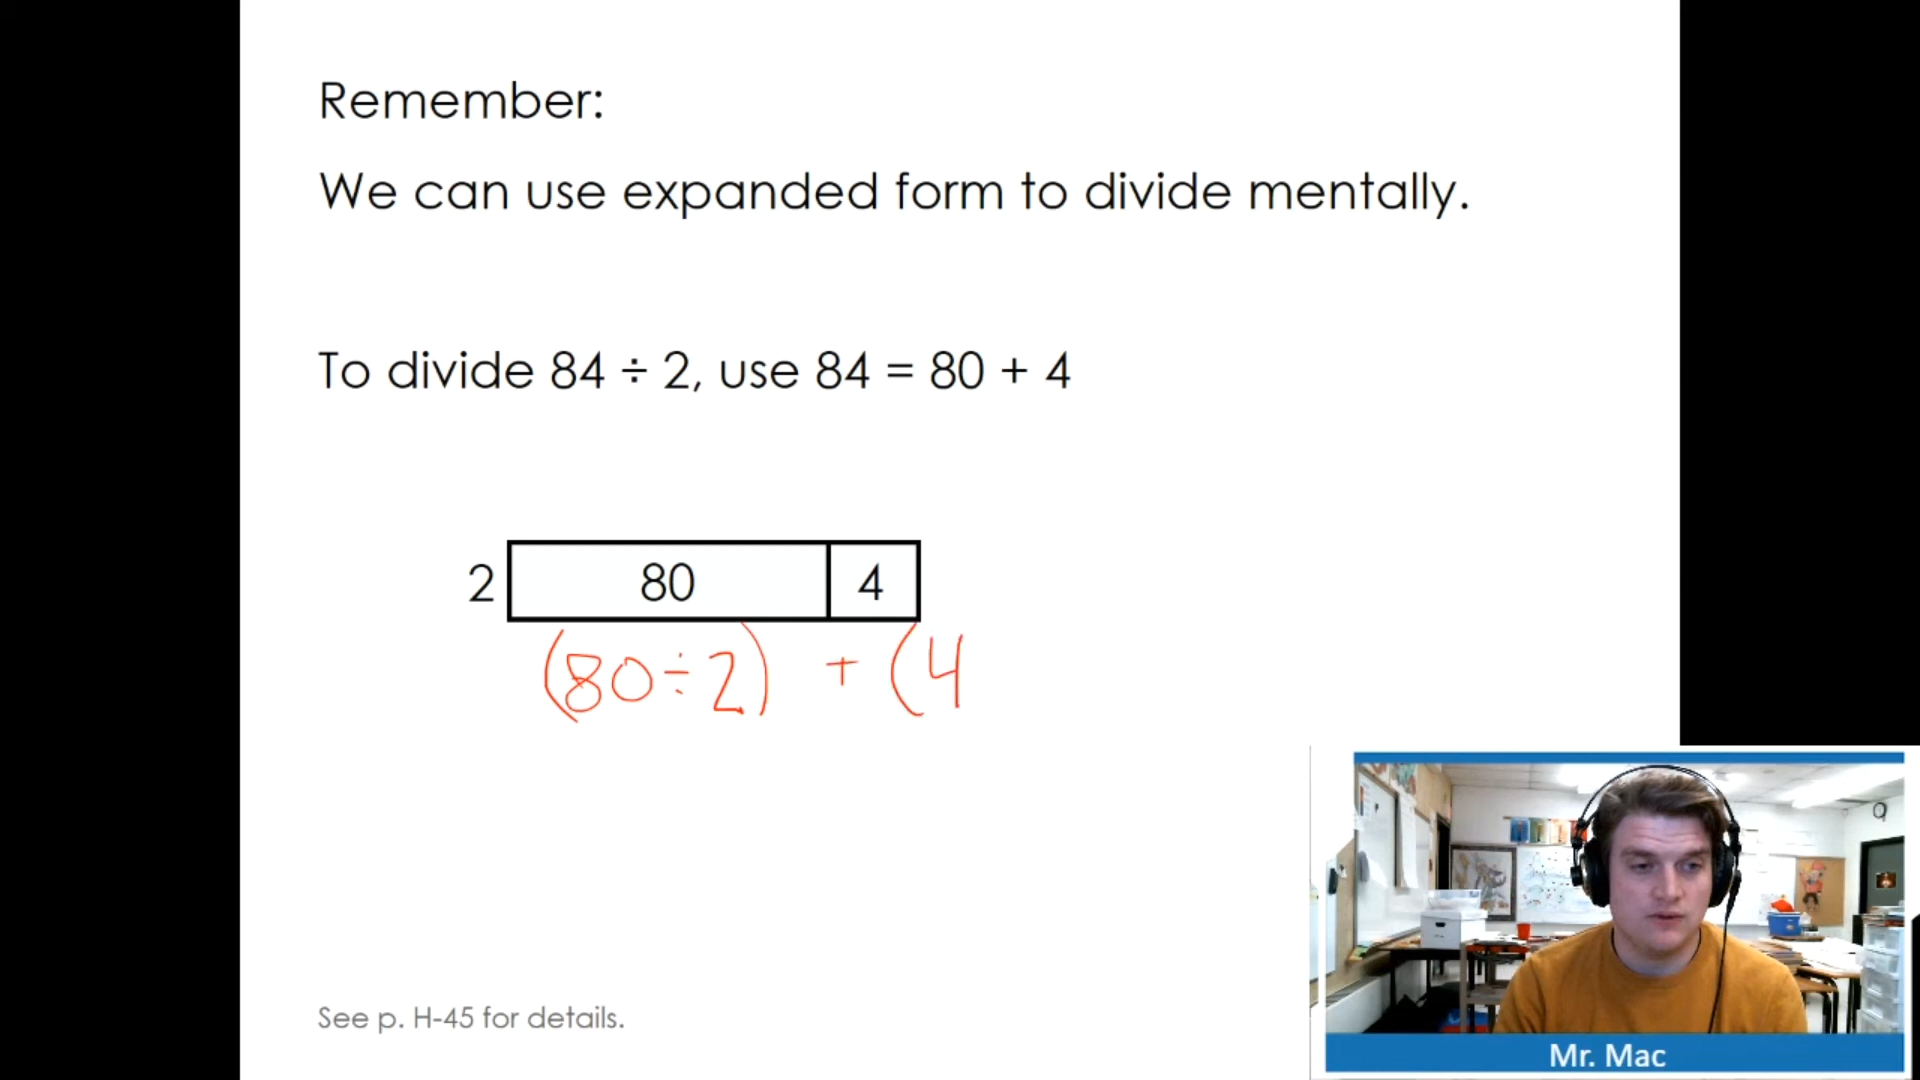 Remember:
We can use expanded form to divide mentally.
To divide 84 ÷ 2, use 84 = 80 + 4
2 80 4
(80÷2) + (4
See p. H-45 for details.
Mr. Mac